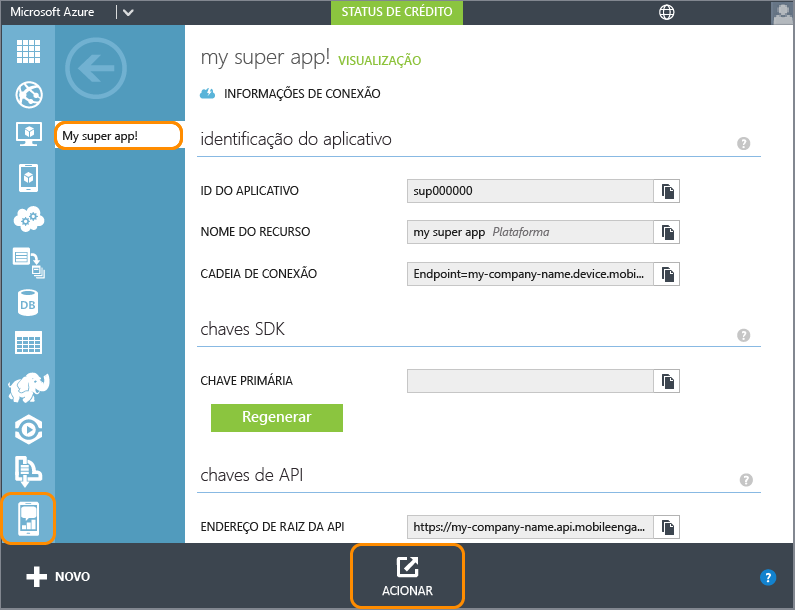 Microsoft Azure
STATUS DE CRÉDITO
My super app!
my super app! VISUALIZAÇÃO
INFORMAÇÕES DE CONEXÃO
identificação do aplicativo
?
ID DO APLICATIVO
sup000000
NOME DO RECURSO
my super app Plataforma
CADEIA DE CONEXÃO
Endpoint=my-company-name.device.mobi...
chaves SDK
?
CHAVE PRIMÁRIA
Regenerar
chaves de API
?
ENDEREÇO DE RAIZ DA API
https://my-company-name.api.mobileenga...
DB
NOVO
ACIONAR
?